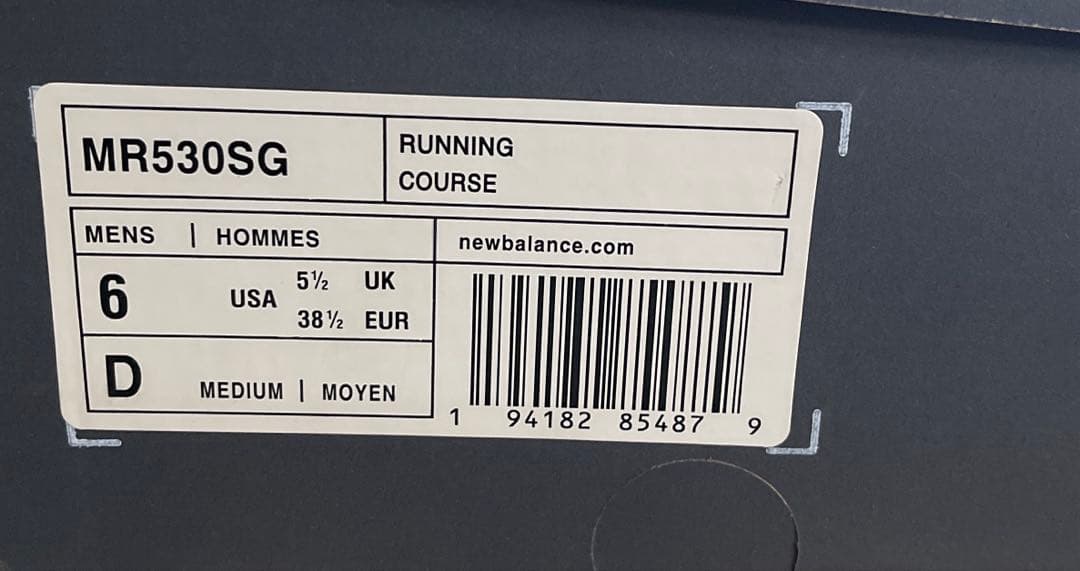 MR530SG
RUNNING
COURSE
MENS | HOMMES
newbalance.com
6 USA 5½ UK
38½ EUR
D MEDIUM | MOYEN
1 94182 85487 9